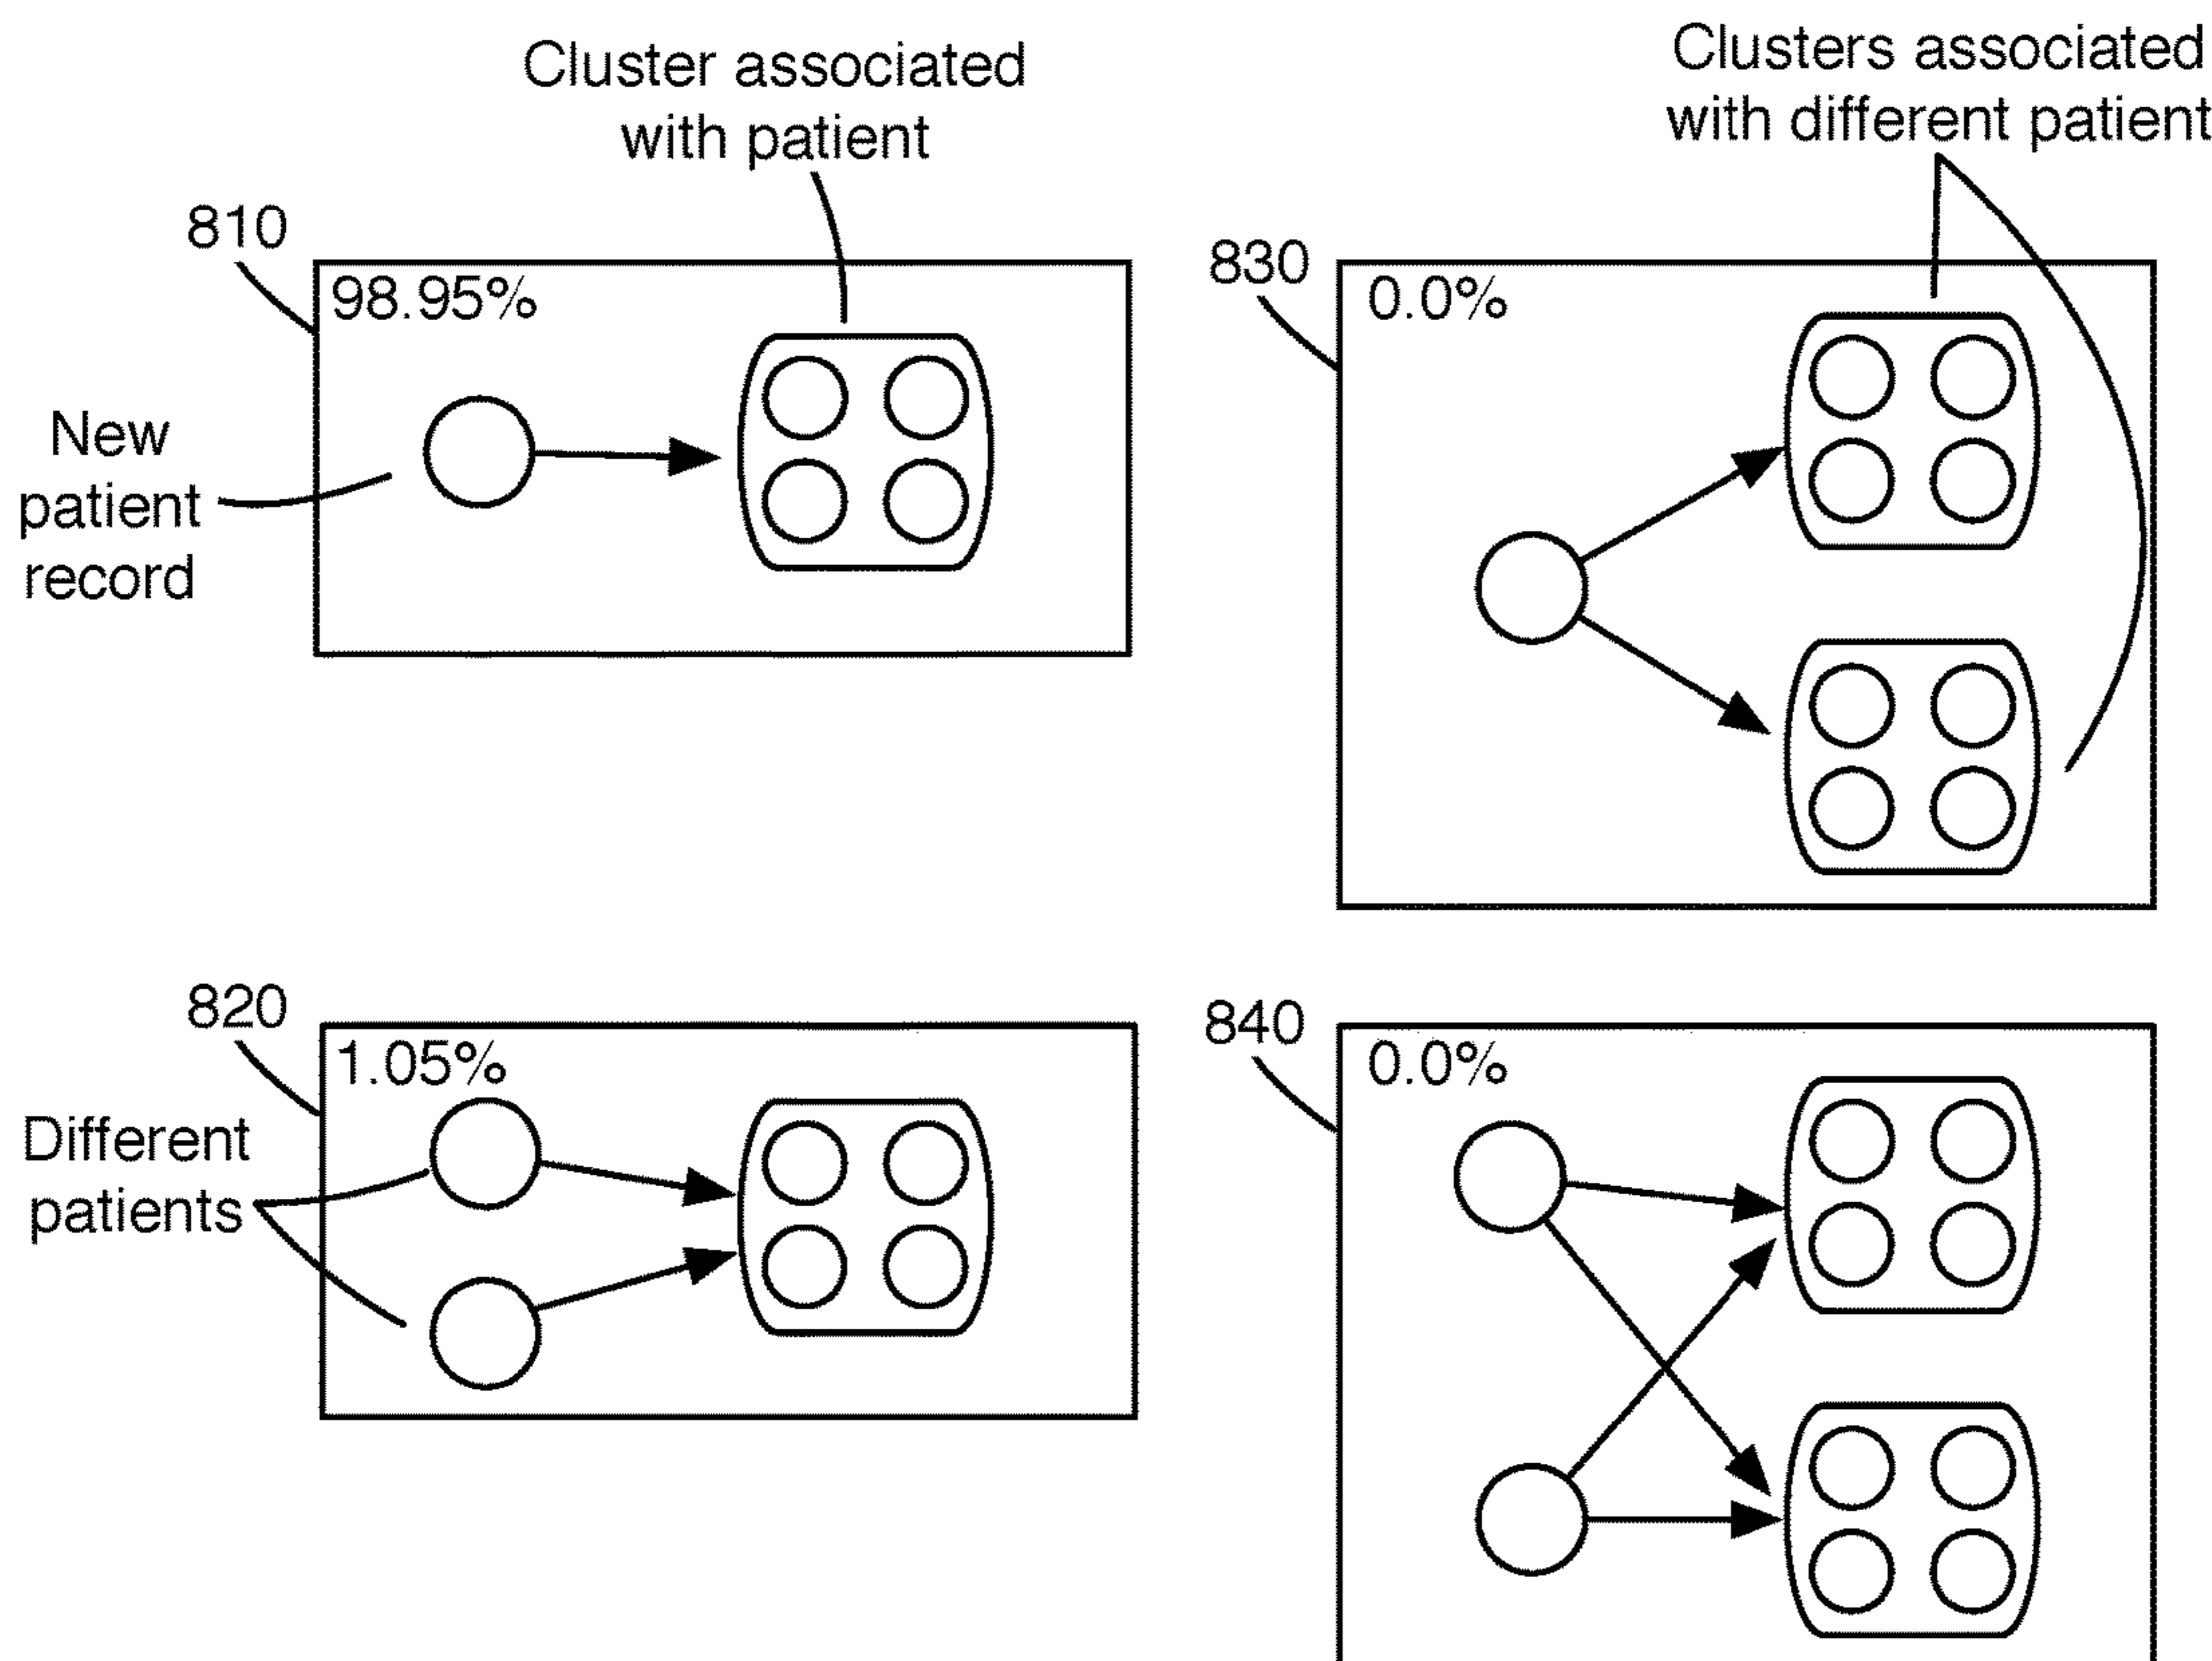 Cluster associated
with patient
Clusters associated
with different patient
810
98.95%
New
patient
record
830
0.0%
820
1.05%
Different
patients
840
0.0%